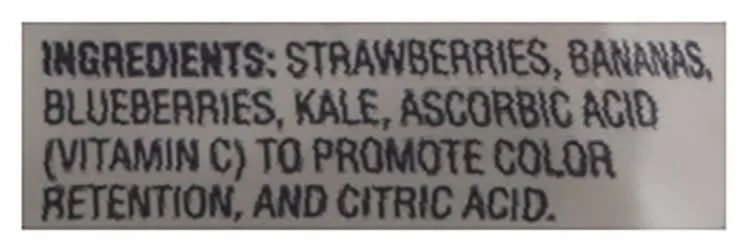 INGREDIENTS: STRAWBERRIES, BANANAS,
BLUEBERRIES, KALE, ASCORBIC ACID
(VITAMIN C) TO PROMOTE COLOR
RETENTION, AND CITRIC ACID.